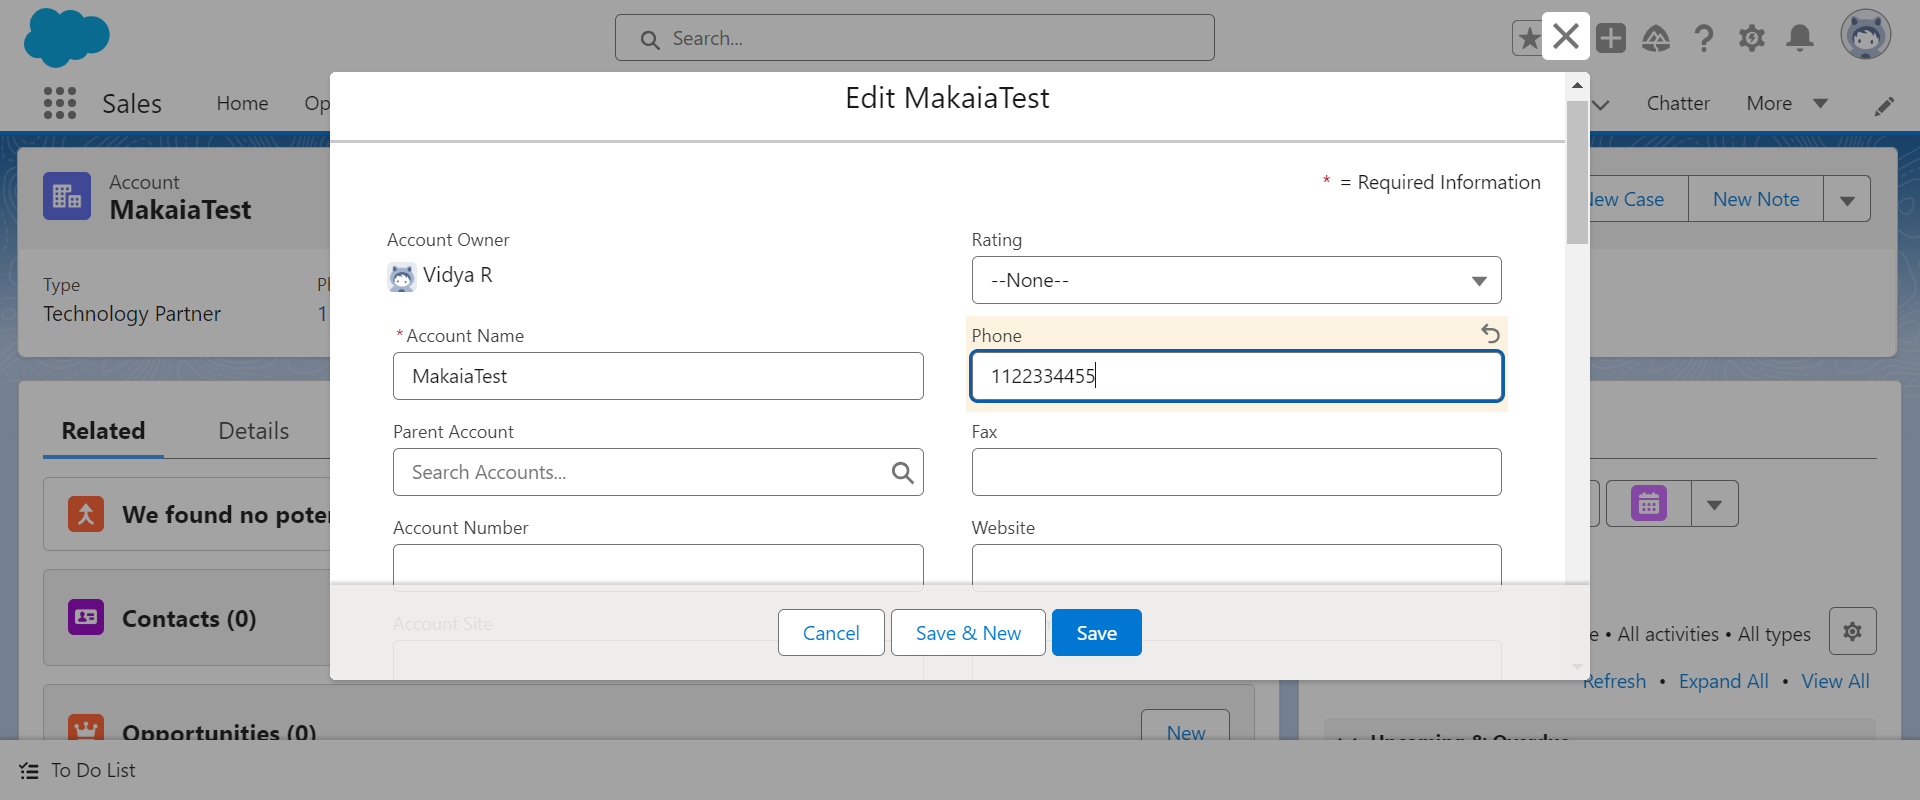 Search...
Sales
Home
Chatter
More
Edit MakaiaTest
* = Required Information
Account
MakaiaTest
New Case
New Note
Account Owner
Vidya R
Rating
--None--
Type
Technology Partner
*Account Name
MakaiaTest
Phone
1122334455
Parent Account
Search Accounts...
Fax
Account Number
Website
Related
Details
We found no
Contacts (0)
Account Site
Cancel
Save & New
Save
• All activities • All types
Refresh • Expand All • View All
Opportunities (0)
New
Upcoming & Overdue
To Do List